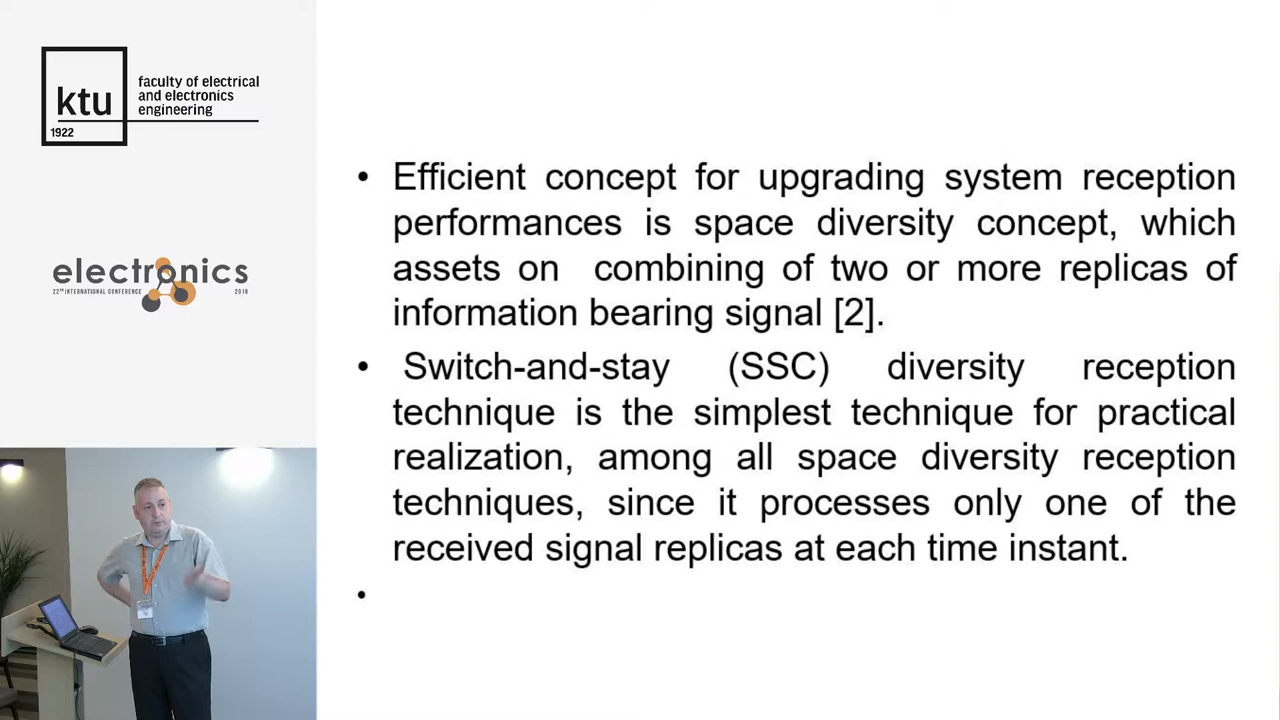 ktu
1922
faculty of electrical
and electronics
engineering
electronics
22TH INTERNATIONAL CONFERENCE 2018
• Efficient concept for upgrading system reception
performances is space diversity concept, which
assets on combining of two or more replicas of
information bearing signal [2].
• Switch-and-stay (SSC) diversity reception
technique is the simplest technique for practical
realization, among all space diversity reception
techniques, since it processes only one of the
received signal replicas at each time instant.
•